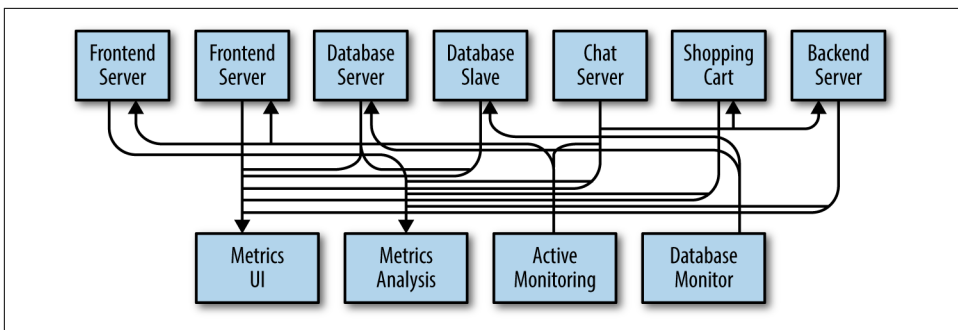 Frontend
Server
Frontend
Server
Database
Server
Database
Slave
Chat
Server
Shopping
Cart
Backend
Server
Metrics
UI
Metrics
Analysis
Active
Monitoring
Database
Monitor